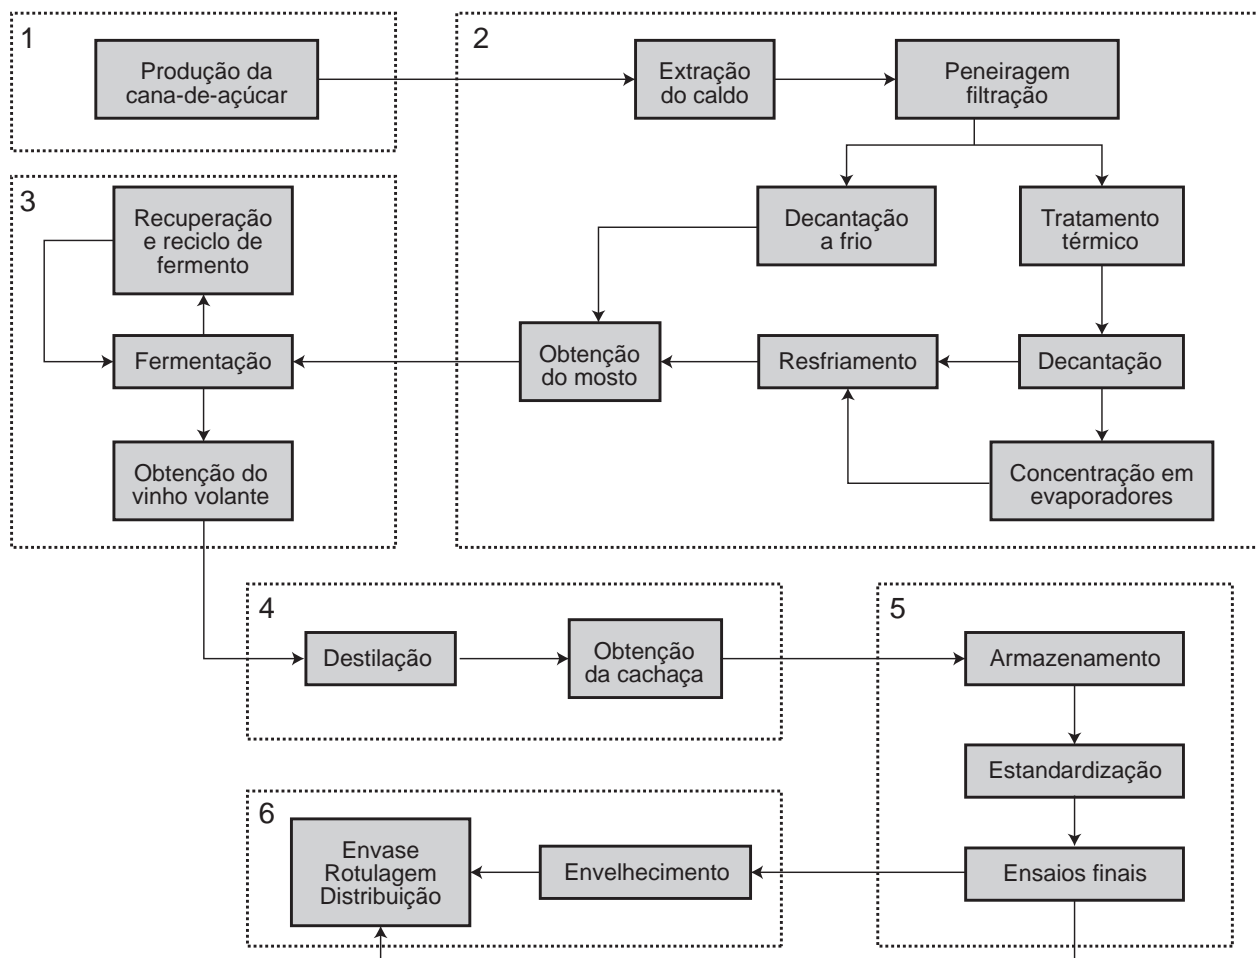 1
Produção da
cana-de-açúcar
2
Extração
do caldo
Peneiragem
filtração
Decantação
a frio
Tratamento
térmico
Obtenção
do mosto
Resfriamento
Decantação
Concentração em
evaporadores
3
Recuperação
e reciclo de
fermento
Fermentação
Obtenção do
vinho volante
4
Destilação
Obtenção
da cachaça
5
Armazenamento
Estandardização
Ensaios finais
6
Envase
Rotulagem
Distribuição
Envelhecimento